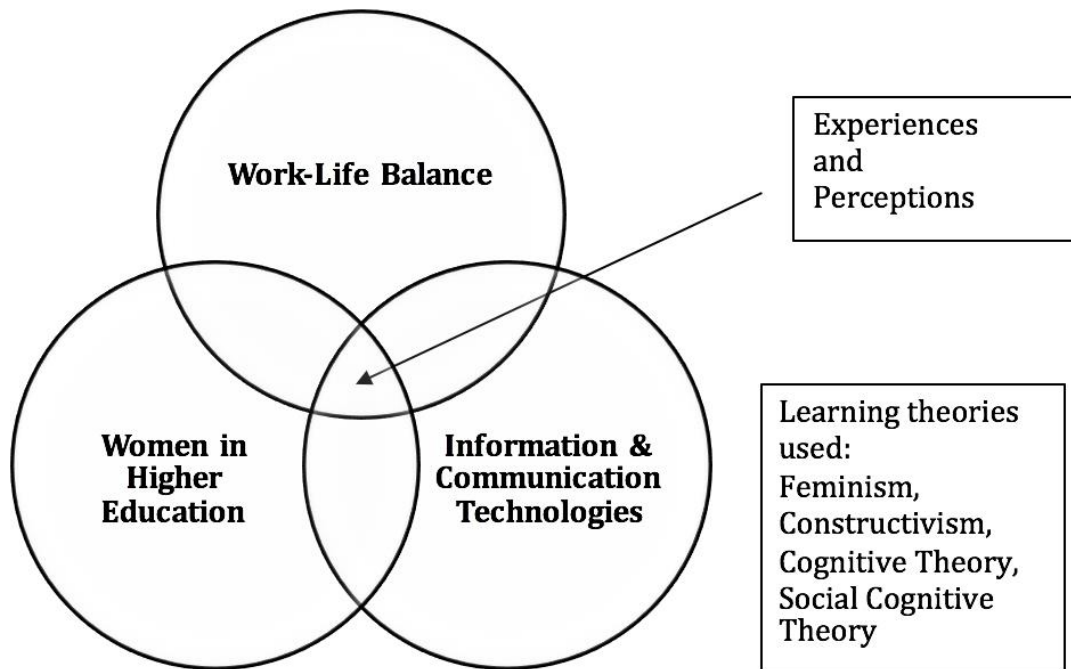 Work-Life Balance
Experiences
and
Perceptions
Women in
Higher
Education
Information &
Communication
Technologies
Learning theories
used:
Feminism,
Constructivism,
Cognitive Theory,
Social Cognitive
Theory